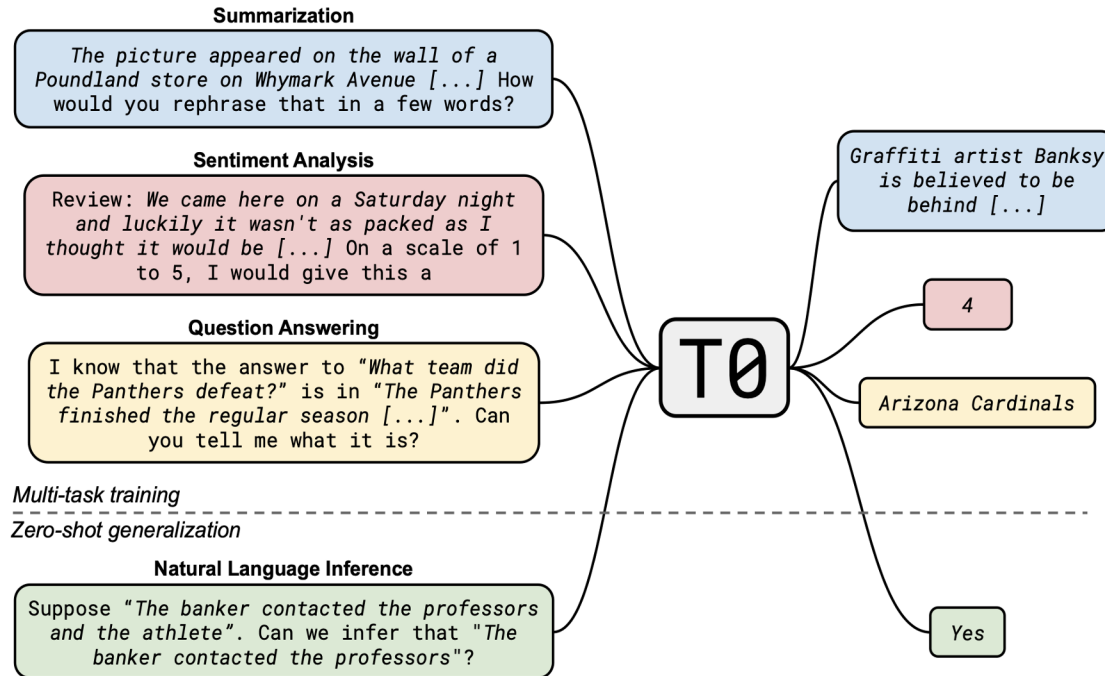 Summarization
The picture appeared on the wall of a
Poundland store on Whymark Avenue [...] How
would you rephrase that in a few words?
Sentiment Analysis
Review: We came here on a Saturday night
and luckily it wasn't as packed as I
thought it would be [...] On a scale of 1
to 5, I would give this a
Question Answering
I know that the answer to “What team did
the Panthers defeat?” is in “The Panthers
finished the regular season [...]”. Can
you tell me what it is?
Multi-task training
Zero-shot generalization
Natural Language Inference
Suppose “The banker contacted the professors
and the athlete”. Can we infer that "The
banker contacted the professors"?
T0
Graffiti artist Banksy
is believed to be
behind [...]
4
Arizona Cardinals
Yes